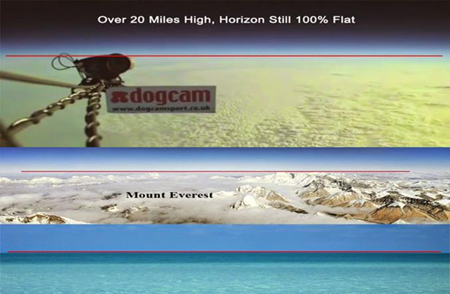 Over 20 Miles High, Horizon Still 100% Flat
dogcam
www.dogcamsport.co.uk
Mount Everest